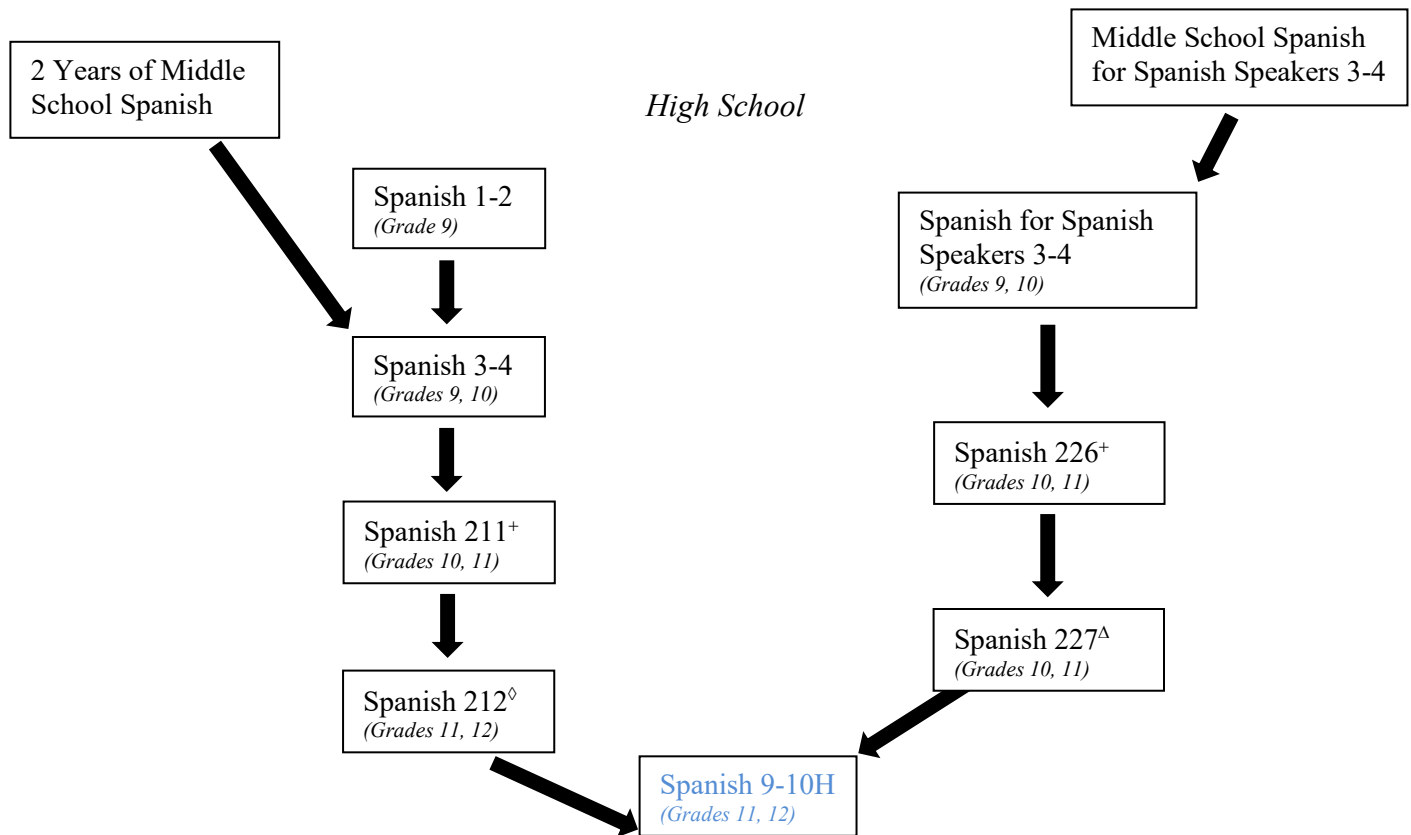 2 Years of Middle
School Spanish
High School
Middle School Spanish
for Spanish Speakers 3-4
Spanish 1-2
(Grade 9)
Spanish for Spanish
Speakers 3-4
(Grades 9, 10)
Spanish 3-4
(Grades 9, 10)
Spanish 226⁺
(Grades 10, 11)
Spanish 211⁺
(Grades 10, 11)
Spanish 227ᐞ
(Grades 10, 11)
Spanish 212◊
(Grades 11, 12)
Spanish 9-10H
(Grades 11, 12)